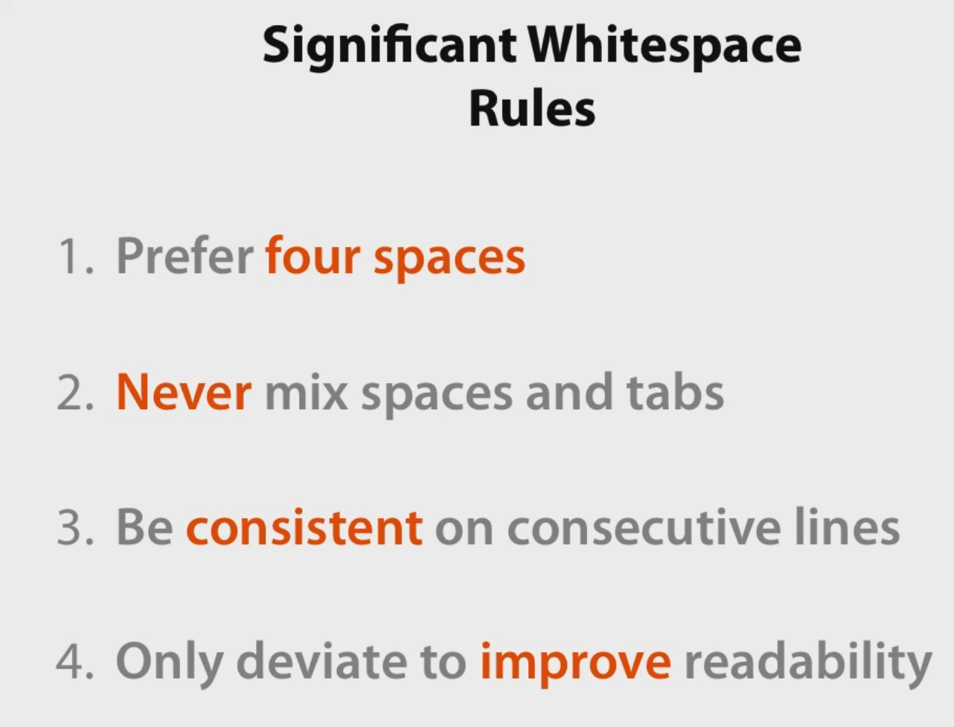 Significant Whitespace
Rules
1. Prefer four spaces
2. Never mix spaces and tabs
3. Be consistent on consecutive lines
4. Only deviate to improve readability